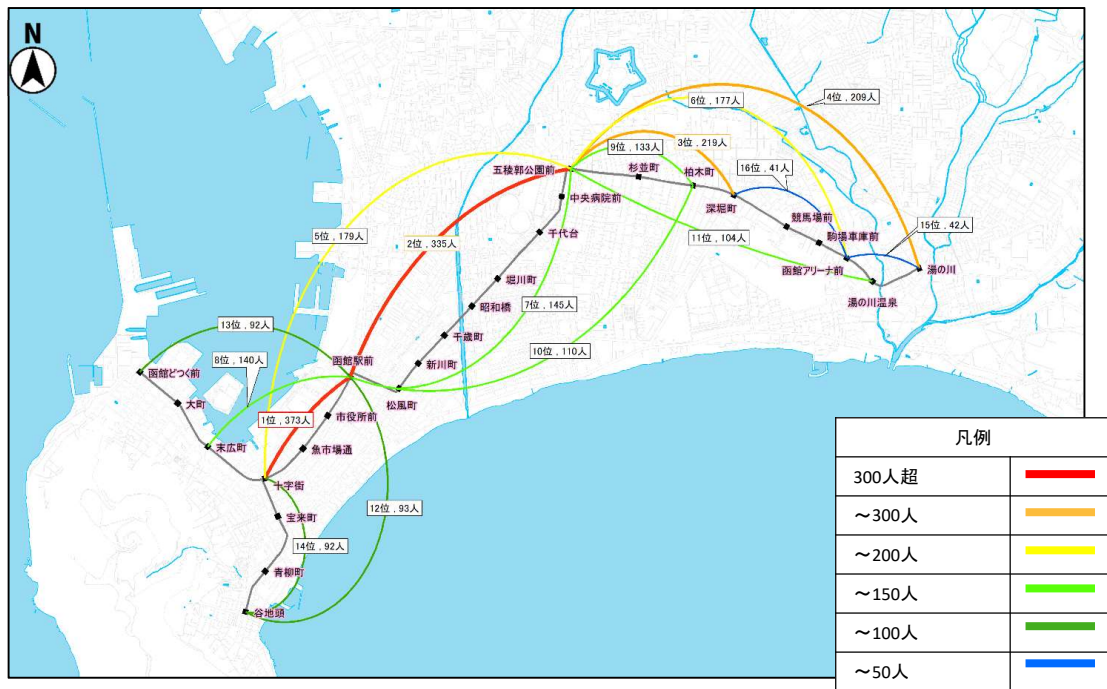 N
4位，209人
6位，177人
3位，219人
9位，133人
五稜郭公園前
杉並町
柏木町
16位，41人
中央病院前
深堀町
競馬場前
5位，179人
千代台
駒場車庫前
15位，42人
2位，335人
11位，104人
函館アリーナ前
湯の川
堀川町
湯の川温泉
7位，145人
昭和橋
13位，92人
千歳町
10位，110人
8位，140人
函館駅前
新川町
函館どつく前
松風町
大町
1位，373人
市役所前
末広町
魚市場通
十字街
12位，93人
宝来町
14位，92人
青柳町
谷地頭
凡例
300人超
～300人
～200人
～150人
～100人
～50人